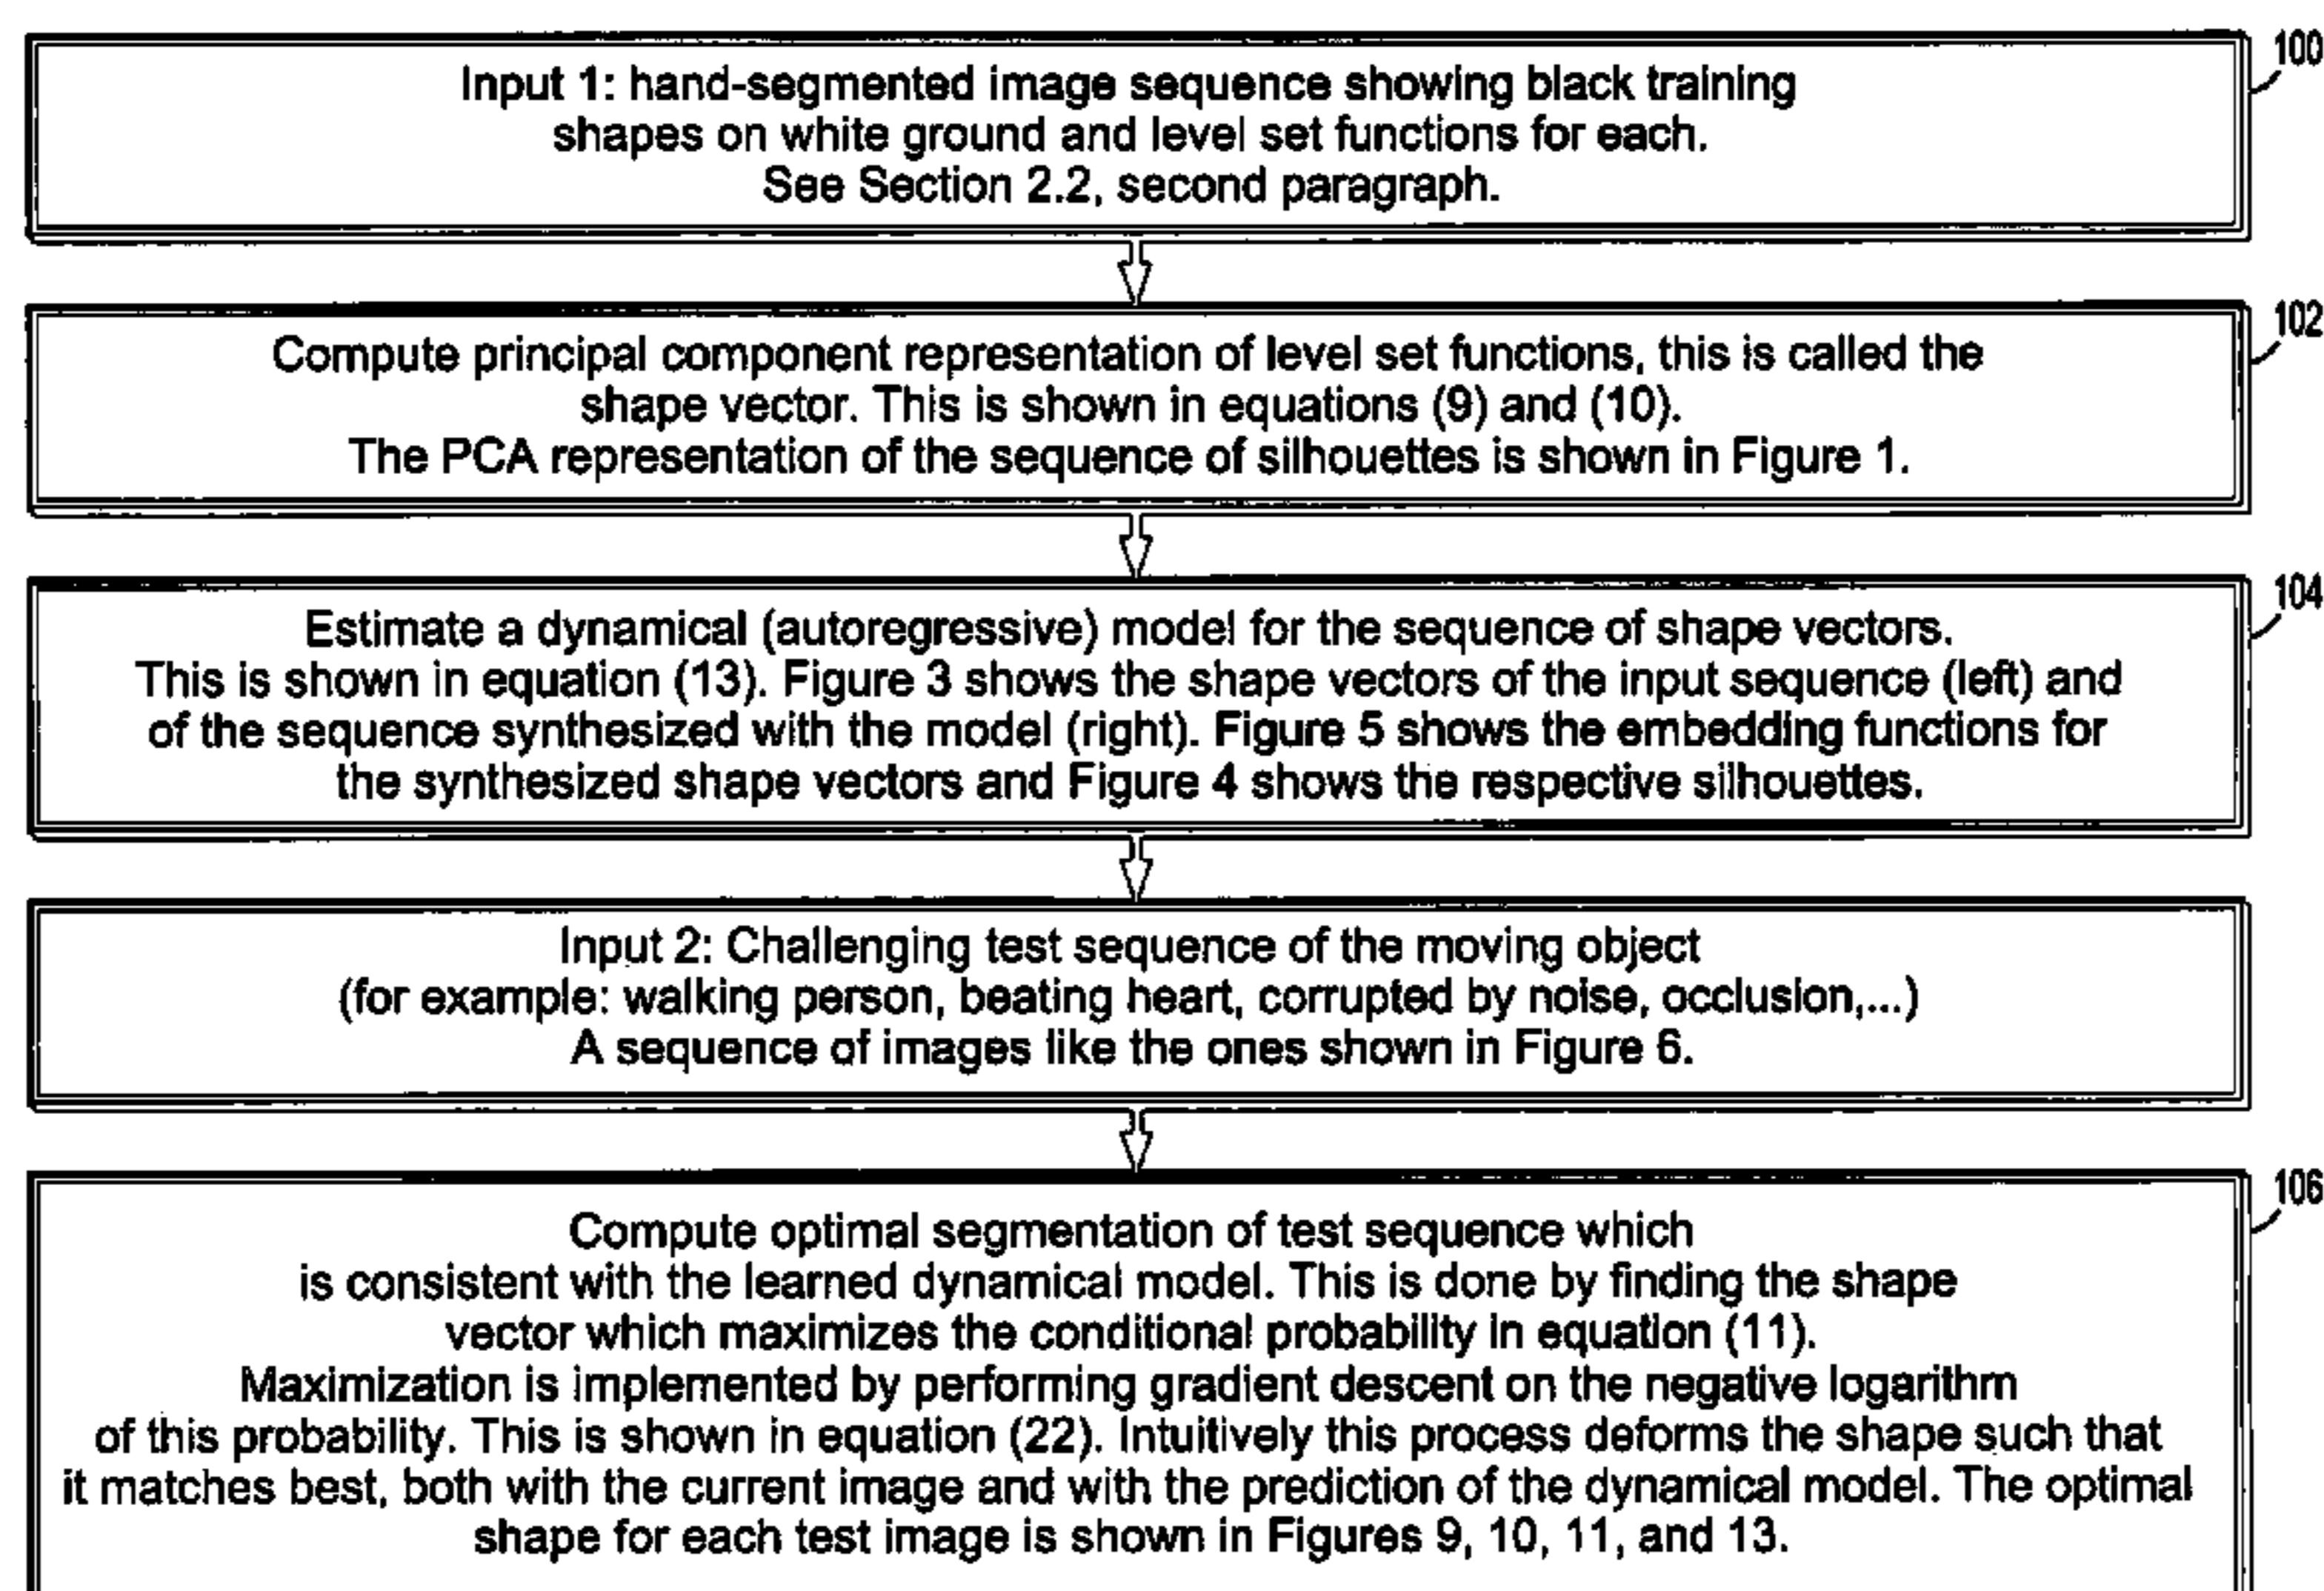 100
Input 1: hand-segmented image sequence showing black training
shapes on white ground and level set functions for each.
See Section 2.2, second paragraph.
102
Compute principal component representation of level set functions, this is called the
shape vector. This is shown in equations (9) and (10).
The PCA representation of the sequence of silhouettes is shown in Figure 1.
104
Estimate a dynamical (autoregressive) model for the sequence of shape vectors.
This is shown in equation (13). Figure 3 shows the shape vectors of the input sequence (left) and
of the sequence synthesized with the model (right). Figure 5 shows the embedding functions for
the synthesized shape vectors and Figure 4 shows the respective silhouettes.
Input 2: Challenging test sequence of the moving object
(for example: walking person, beating heart, corrupted by noise, occlusion,...)
A sequence of images like the ones shown in Figure 6.
106
Compute optimal segmentation of test sequence which
is consistent with the learned dynamical model. This is done by finding the shape
vector which maximizes the conditional probability in equation (11).
Maximization is implemented by performing gradient descent on the negative logarithm
of this probability. This is shown in equation (22). Intuitively this process deforms the shape such that
it matches best, both with the current image and with the prediction of the dynamical model. The optimal
shape for each test image is shown in Figures 9, 10, 11, and 13.